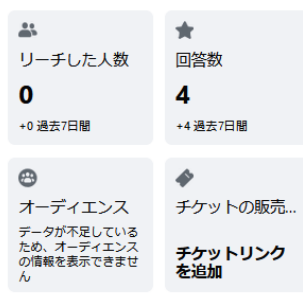 リーチした人数
0
+0 過去7日間
回答数
4
+4 過去7日間
オーディエンス
データが不足している
ため、オーディエンス
の情報を表示できませ
ん
チケットの販売...
チケットリンク
を追加